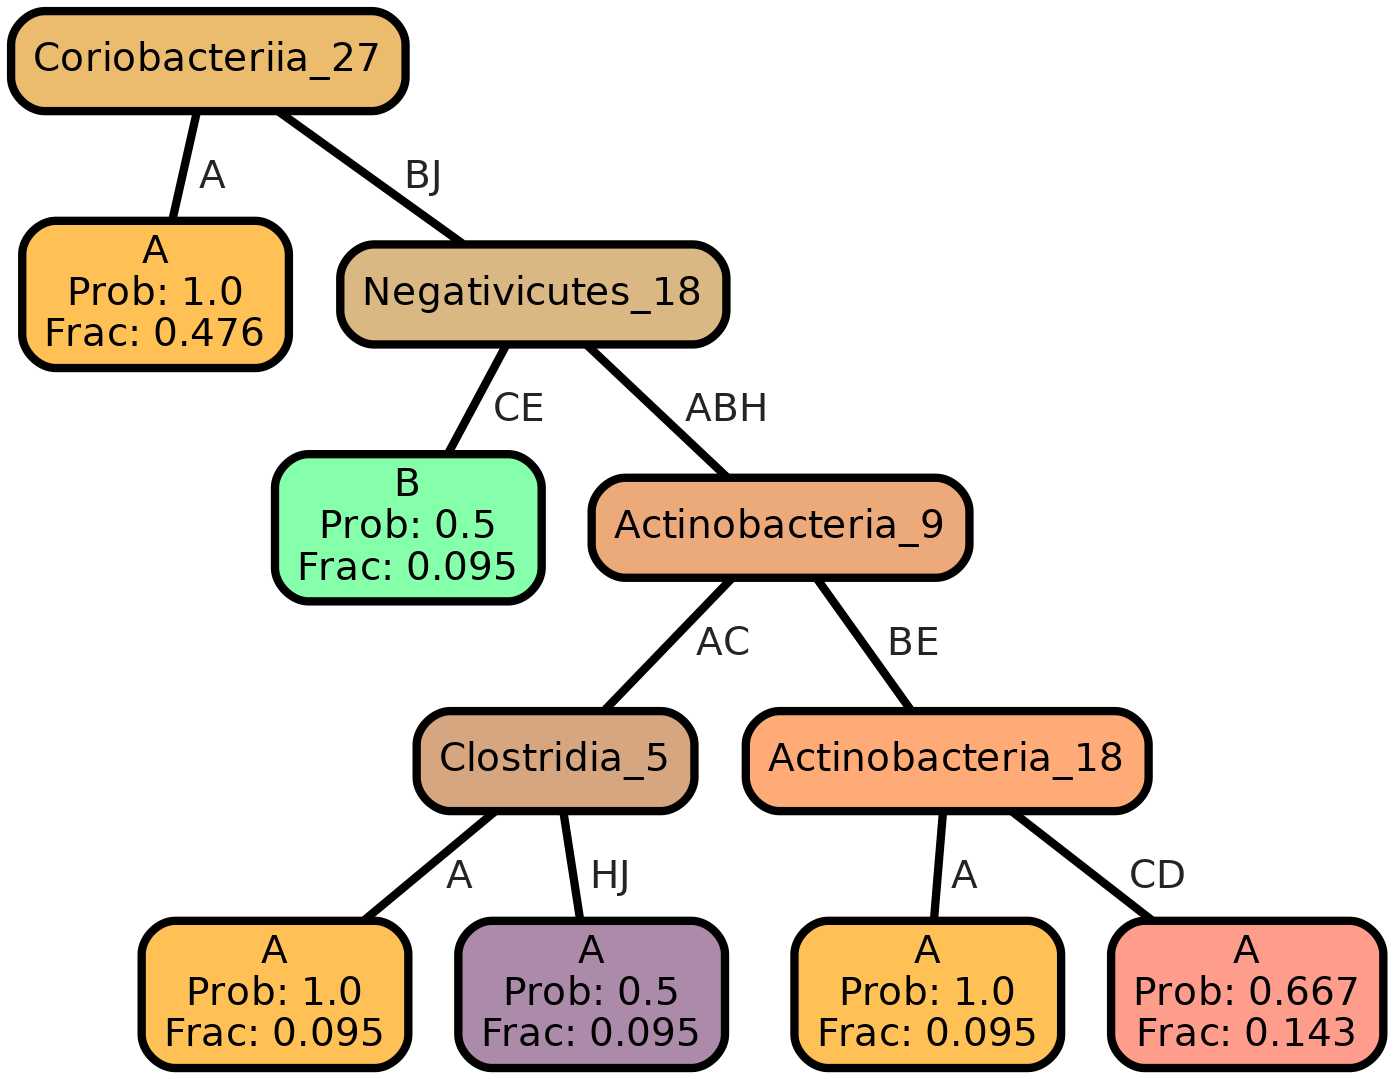 Coriobacteriia_27
A
BJ
A
Prob: 1.0
Frac: 0.476
Negativicutes_18
CE
ABH
B
Prob: 0.5
Frac: 0.095
Actinobacteria_9
AC
BE
Clostridia_5
Actinobacteria_18
A
HJ
A
CD
A
Prob: 1.0
Frac: 0.095
A
Prob: 0.5
Frac: 0.095
A
Prob: 1.0
Frac: 0.095
A
Prob: 0.667
Frac: 0.143